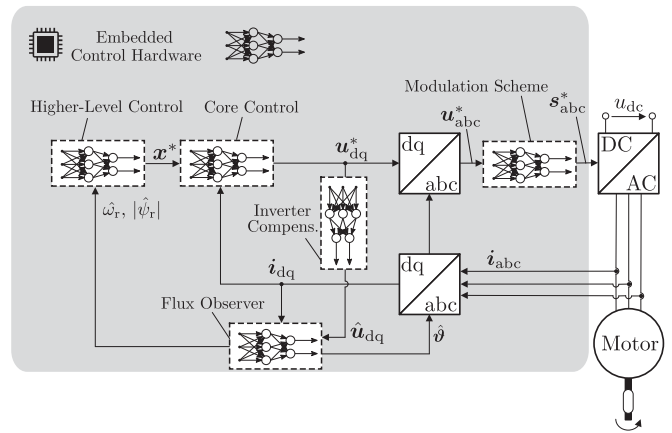 Embedded
Control Hardware
Modulation Scheme
Higher-Level Control
Core Control
x*
u*dq
dq
abc
u*abc
s*abc
udc
DC
AC
ω̂r, |ψ̂r|
Inverter
Compens.
idq
dq
abc
iabc
Flux Observer
ûdq
ϑ̂
Motor